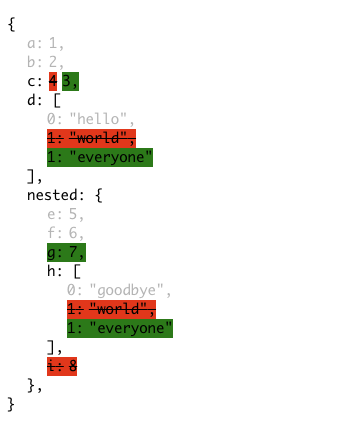 {
a: 1,
b: 2,
c: 4 3,
d: [
0: "hello",
1: "world",
1: "everyone"
],
nested: {
e: 5,
f: 6,
g: 7,
h: [
0: "goodbye",
1: "world",
1: "everyone"
],
i: 8
},
}